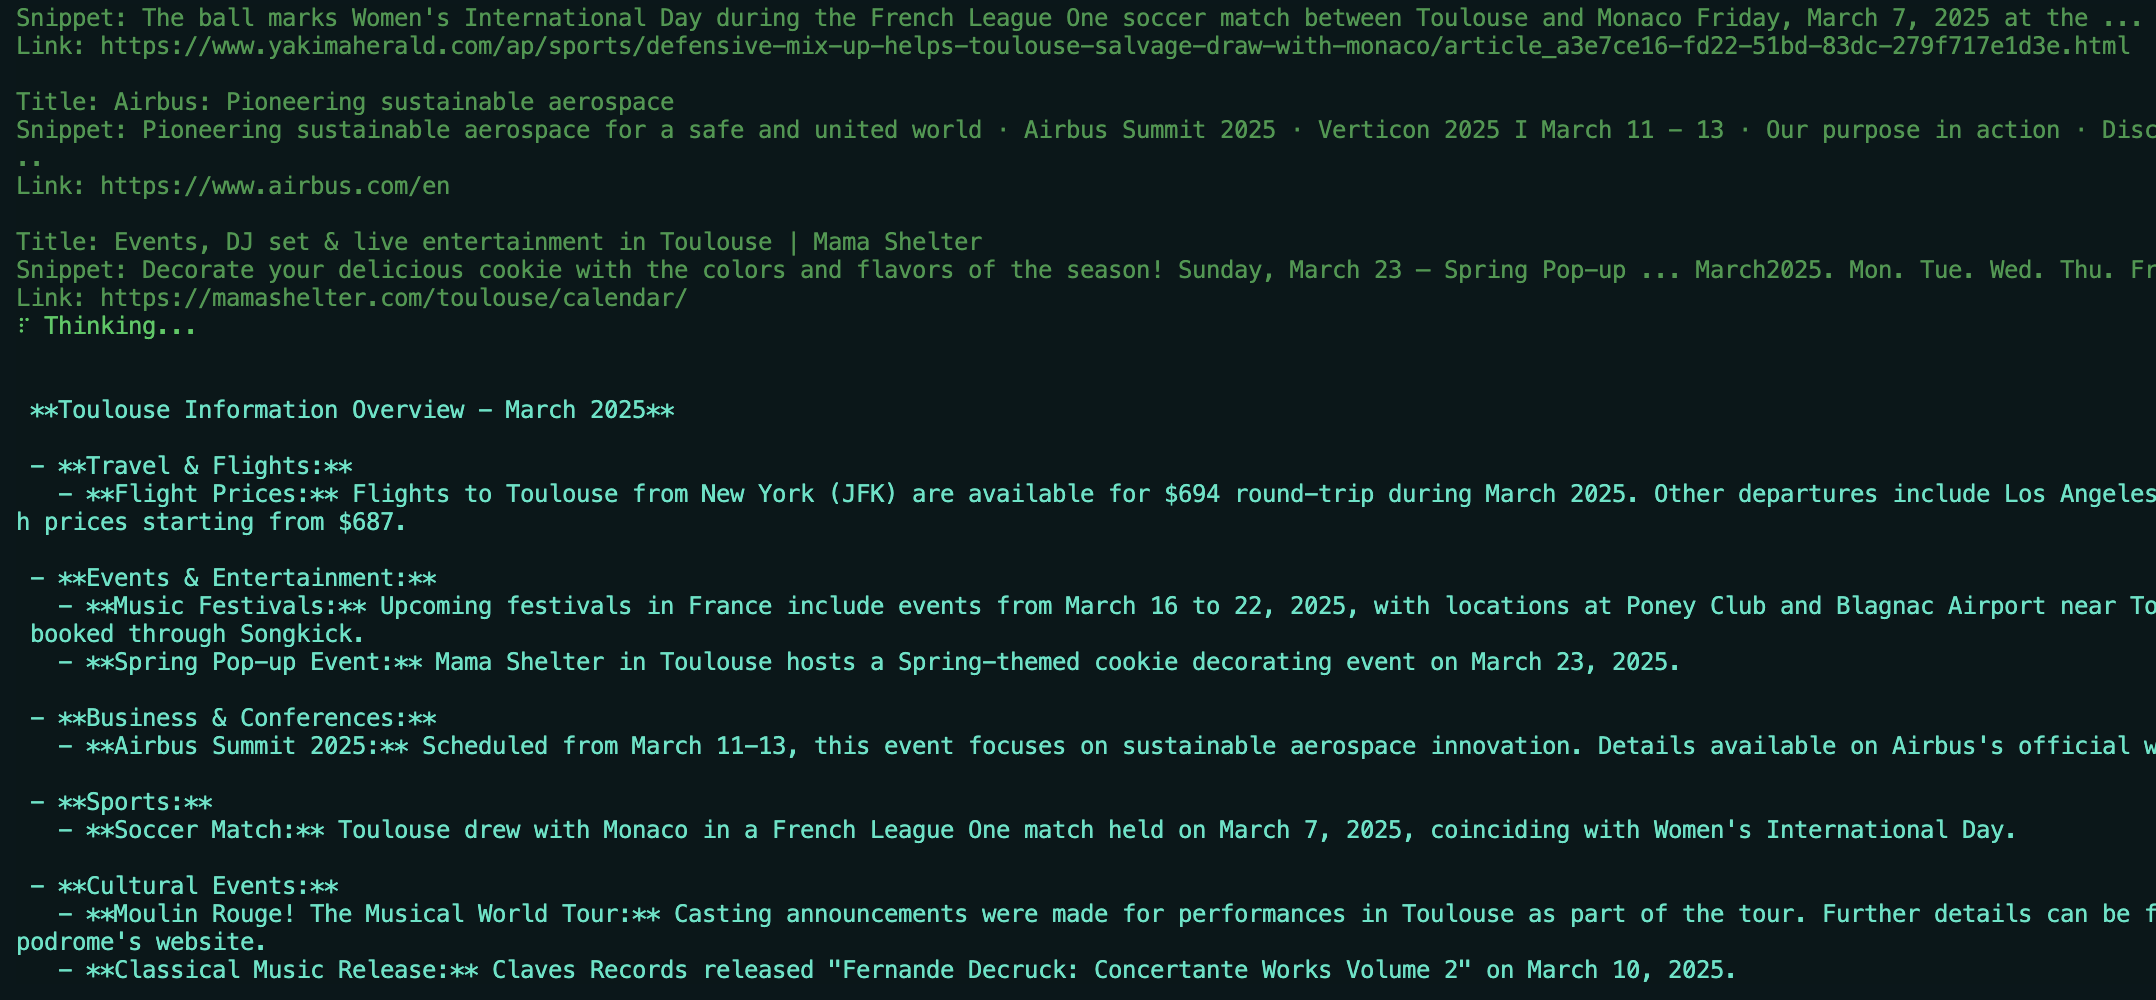 Snippet: The ball marks Women's International Day during the French League One soccer match between Toulouse and Monaco Friday, March 7, 2025 at the ...
Link: https://www.yakimaherald.com/ap/sports/defensive-mix-up-helps-toulouse-salvage-draw-with-monaco/article_a3e7ce16-fd22-51bd-83dc-279f717e1d3e.html
Title: Airbus: Pioneering sustainable aerospace
Snippet: Pioneering sustainable aerospace for a safe and united world · Airbus Summit 2025 · Verticon 2025 I March 11 – 13 · Our purpose in action · Disc
..
Link: https://www.airbus.com/en
Title: Events, DJ set & live entertainment in Toulouse | Mama Shelter
Snippet: Decorate your delicious cookie with the colors and flavors of the season! Sunday, March 23 – Spring Pop-up ... March2025. Mon. Tue. Wed. Thu. Fr
Link: https://mamashelter.com/toulouse/calendar/
⠏ Thinking...
**Toulouse Information Overview - March 2025**
- **Travel & Flights:**
- **Flight Prices:** Flights to Toulouse from New York (JFK) are available for $694 round-trip during March 2025. Other departures include Los Angeles
h prices starting from $687.
- **Events & Entertainment:**
- **Music Festivals:** Upcoming festivals in France include events from March 16 to 22, 2025, with locations at Poney Club and Blagnac Airport near To
booked through Songkick.
- **Spring Pop-up Event:** Mama Shelter in Toulouse hosts a Spring-themed cookie decorating event on March 23, 2025.
- **Business & Conferences:**
- **Airbus Summit 2025:** Scheduled from March 11-13, this event focuses on sustainable aerospace innovation. Details available on Airbus's official w
- **Sports:**
- **Soccer Match:** Toulouse drew with Monaco in a French League One match held on March 7, 2025, coinciding with Women's International Day.
- **Cultural Events:**
- **Moulin Rouge! The Musical World Tour:** Casting announcements were made for performances in Toulouse as part of the tour. Further details can be f
podrome's website.
- **Classical Music Release:** Claves Records released "Fernande Decruck: Concertante Works Volume 2" on March 10, 2025.